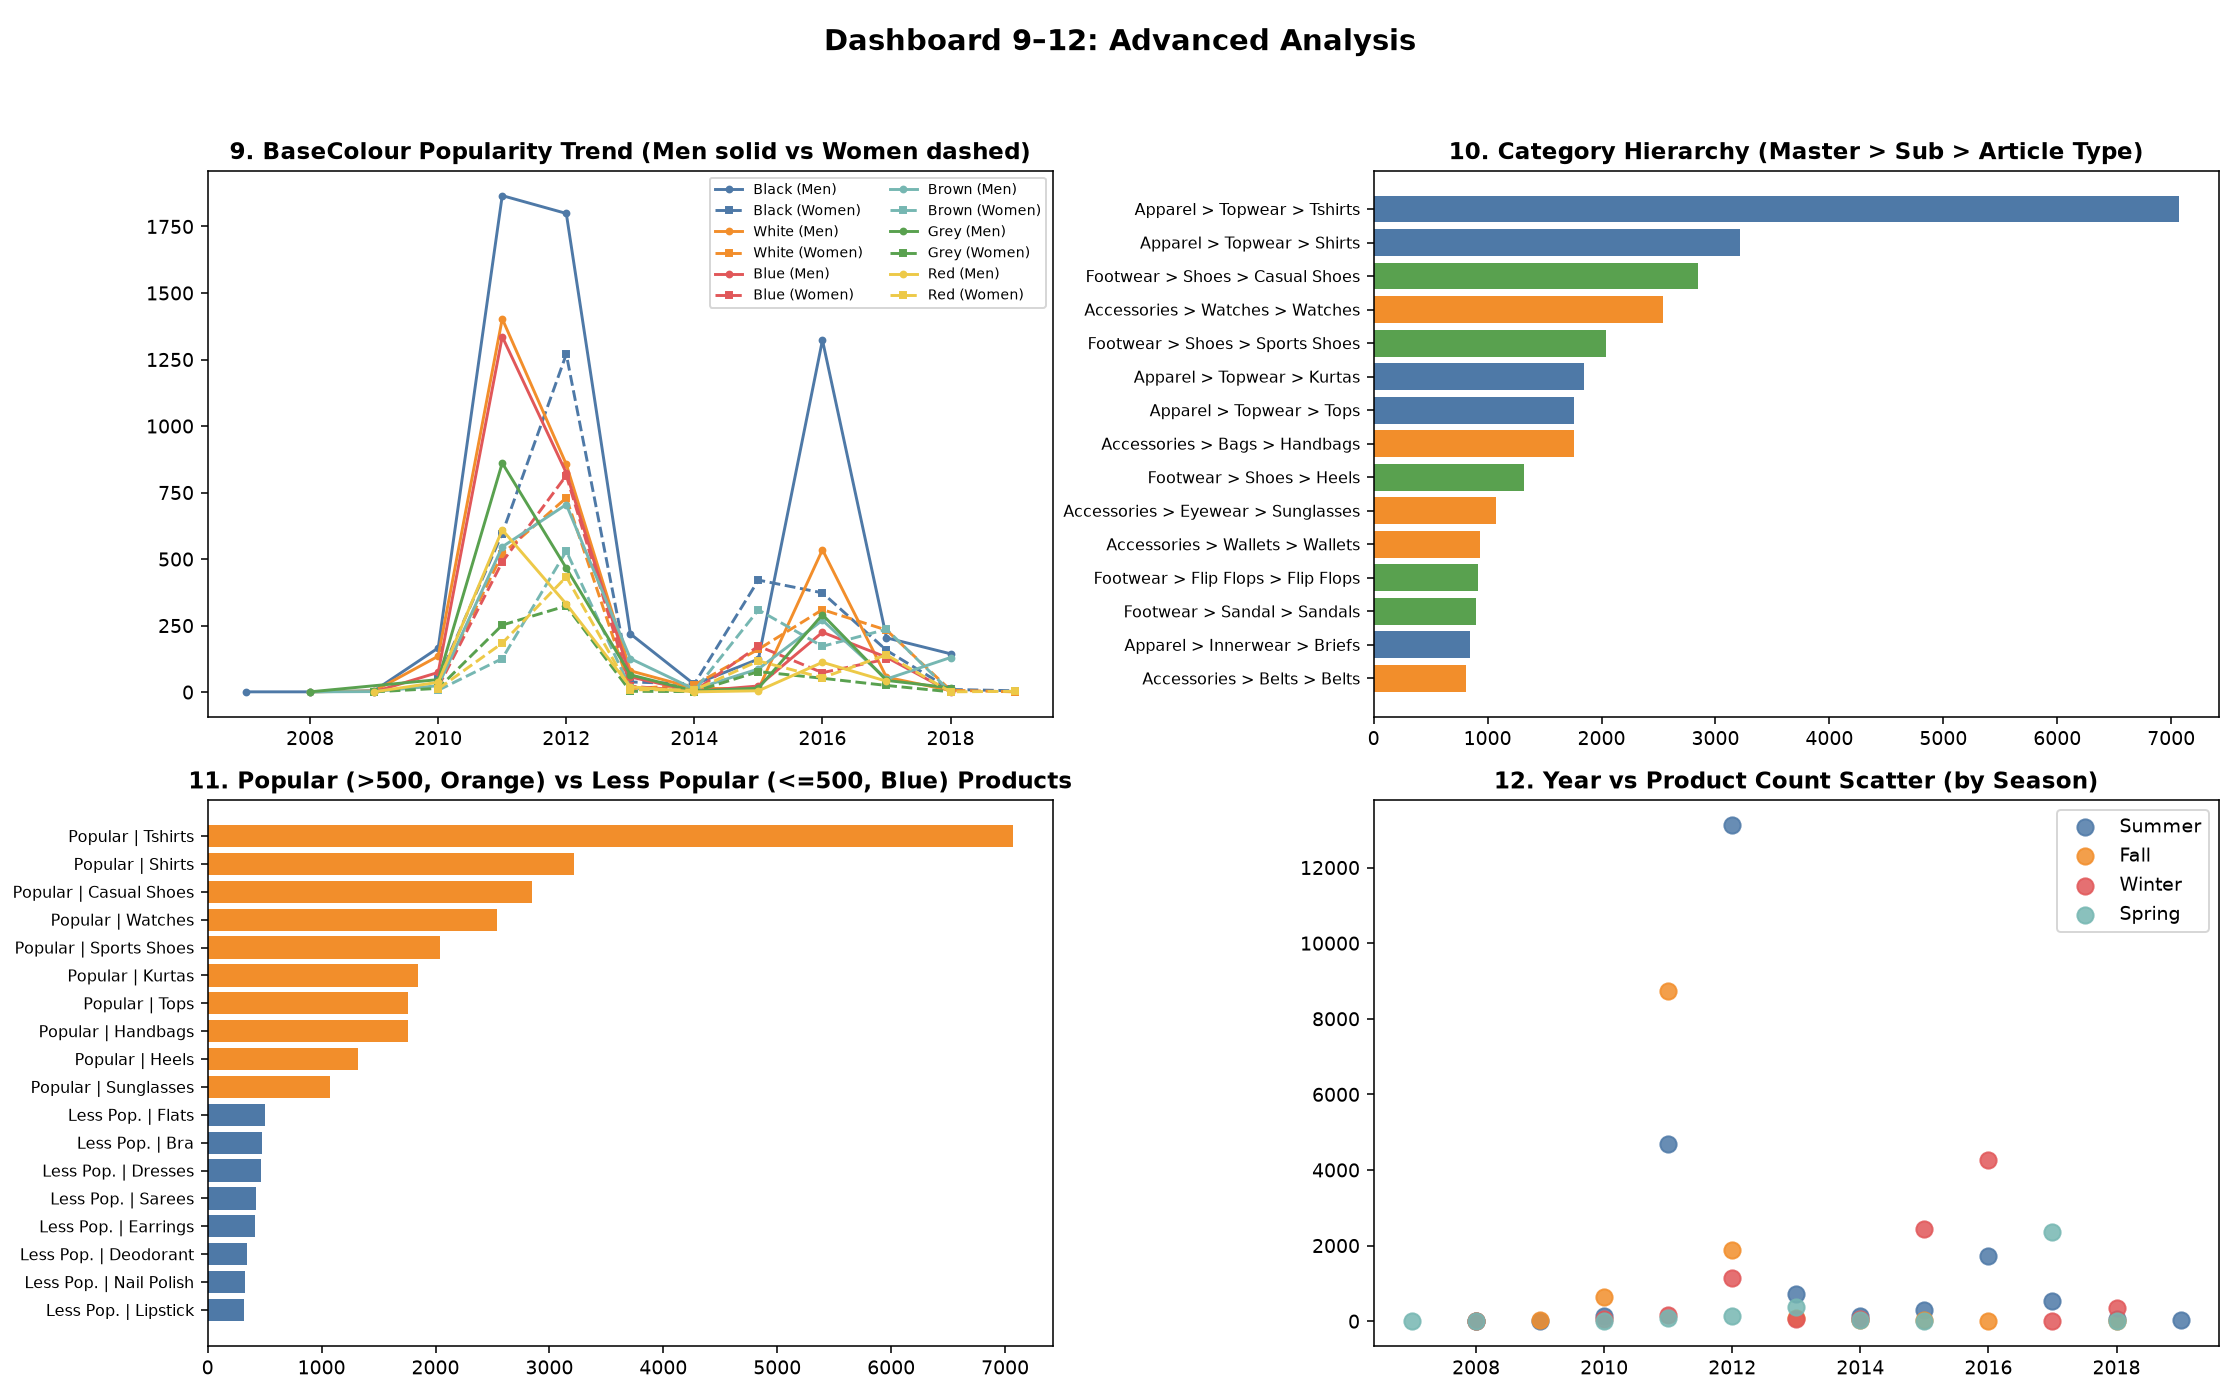 Dashboard 9–12: Advanced Analysis
9. BaseColour Popularity Trend (Men solid vs Women dashed)
1750
1500
1250
1000
750
500
250
0
2008
2010
2012
2014
2016
2018
Black (Men)
Black (Women)
White (Men)
White (Women)
Blue (Men)
Blue (Women)
Brown (Men)
Brown (Women)
Grey (Men)
Grey (Women)
Red (Men)
Red (Women)
10. Category Hierarchy (Master > Sub > Article Type)
Apparel > Topwear > Tshirts
Apparel > Topwear > Shirts
Footwear > Shoes > Casual Shoes
Accessories > Watches > Watches
Footwear > Shoes > Sports Shoes
Apparel > Topwear > Kurtas
Apparel > Topwear > Tops
Accessories > Bags > Handbags
Footwear > Shoes > Heels
Accessories > Eyewear > Sunglasses
Accessories > Wallets > Wallets
Footwear > Flip Flops > Flip Flops
Footwear > Sandal > Sandals
Apparel > Innerwear > Briefs
Accessories > Belts > Belts
0
1000
2000
3000
4000
5000
6000
7000
11. Popular (>500, Orange) vs Less Popular (<=500, Blue) Products
Popular | Tshirts
Popular | Shirts
Popular | Casual Shoes
Popular | Watches
Popular | Sports Shoes
Popular | Kurtas
Popular | Tops
Popular | Handbags
Popular | Heels
Popular | Sunglasses
Less Pop. | Flats
Less Pop. | Bra
Less Pop. | Dresses
Less Pop. | Sarees
Less Pop. | Earrings
Less Pop. | Deodorant
Less Pop. | Nail Polish
Less Pop. | Lipstick
0
1000
2000
3000
4000
5000
6000
7000
12. Year vs Product Count Scatter (by Season)
12000
10000
8000
6000
4000
2000
0
2008
2010
2012
2014
2016
2018
Summer
Fall
Winter
Spring